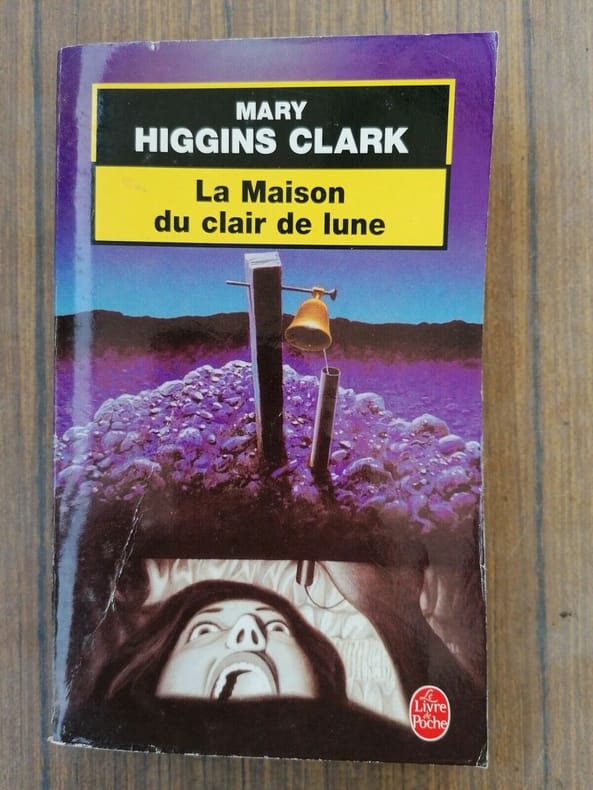 MARY
HIGGINS CLARK
La Maison
du clair de lune
Le
Livre
de
Poche